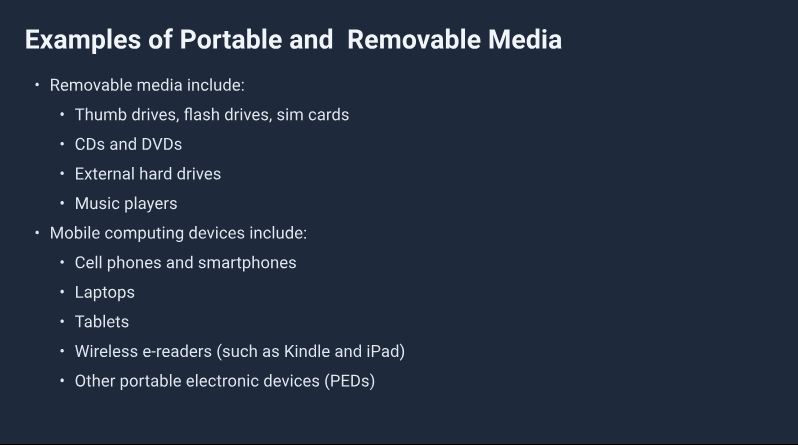 Examples of Portable and  Removable Media
• Removable media include:
• Thumb drives, flash drives, sim cards
• CDs and DVDs
• External hard drives
• Music players
• Mobile computing devices include:
• Cell phones and smartphones
• Laptops
• Tablets
• Wireless e-readers (such as Kindle and iPad)
• Other portable electronic devices (PEDs)